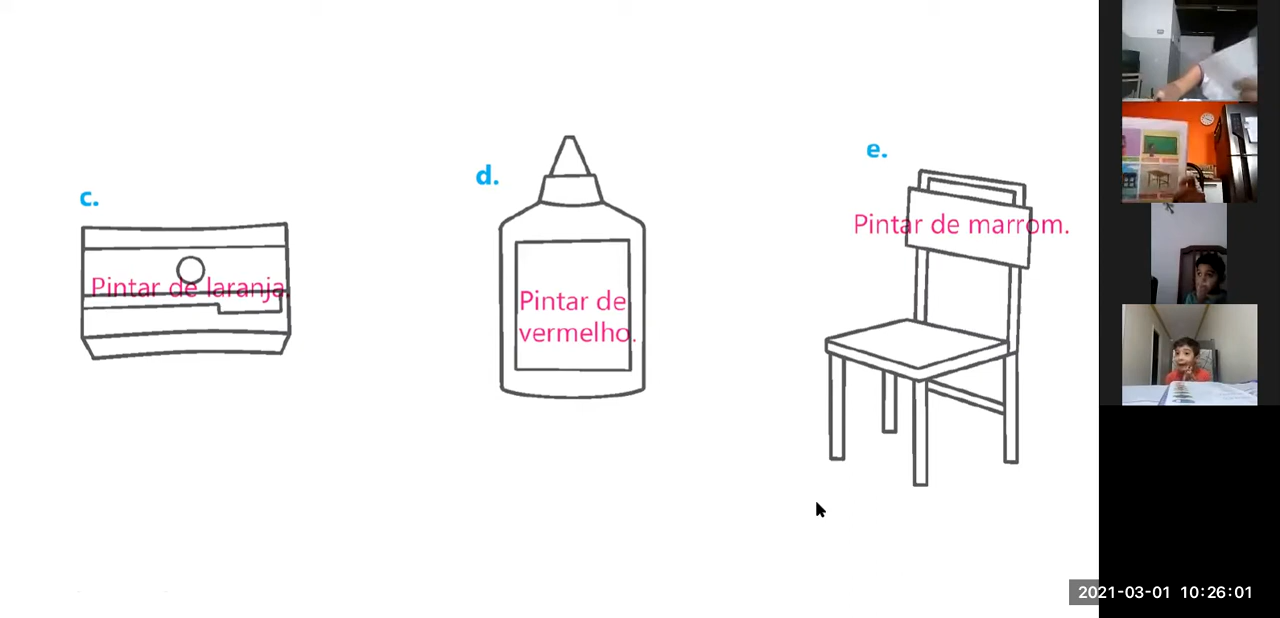 c.
Pintar de laranja.
d.
Pintar de
vermelho.
e.
Pintar de marrom.
2021-03-01 10:26:01